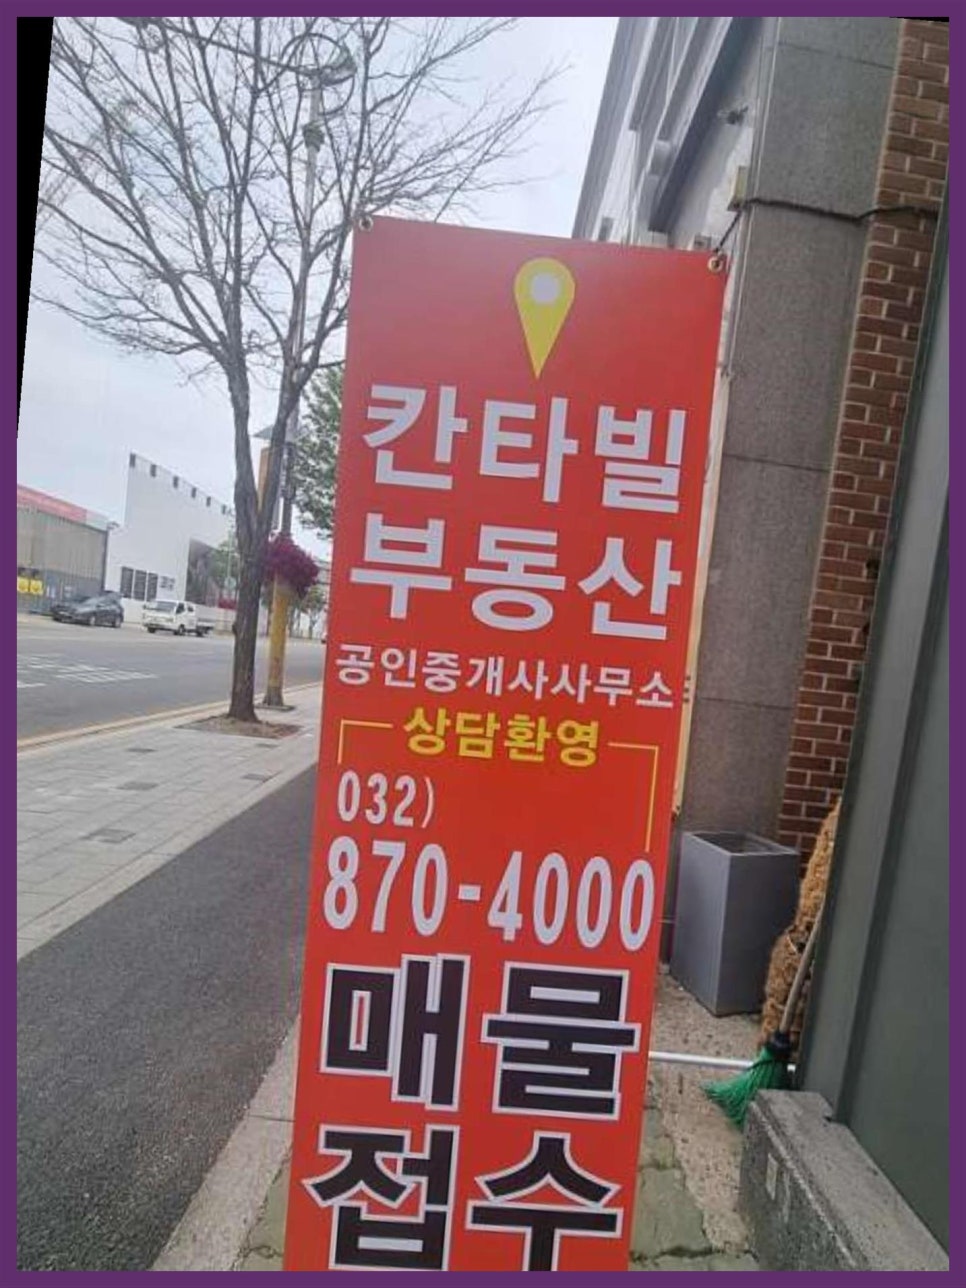 칸타빌
부동산
공인중개사사무소
상담환영
032)
870-4000
매물
접수